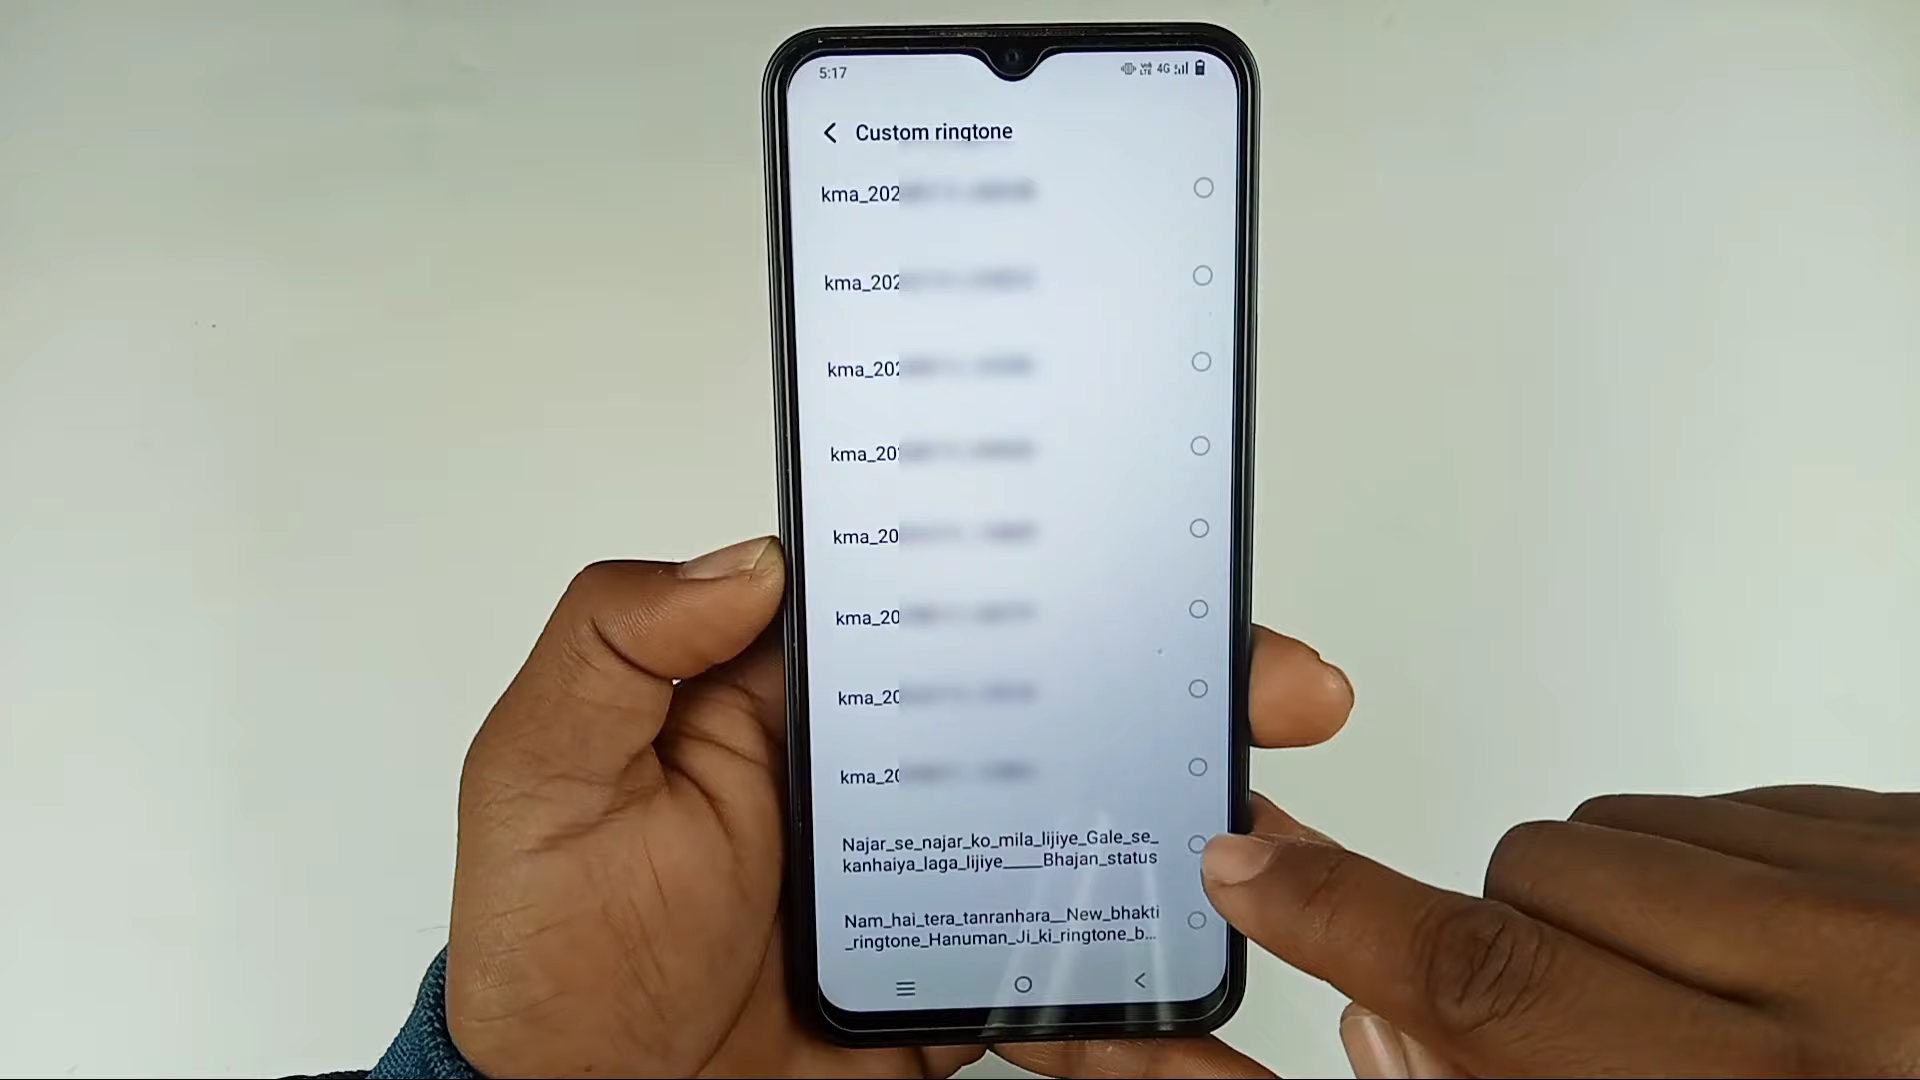 5:17
4G
Custom ringtone
kma_202
kma_202
kma_202
kma_20
kma_20
kma_20
kma_20
kma_20
Najar_se_najar_ko_mila_lijiye_Gale_se_
kanhaiya_laga_lijiye_____Bhajan_status
Nam_hai_tera_tanranhara__New_bhakti
_ringtone_Hanuman_Ji_ki_ringtone_b...